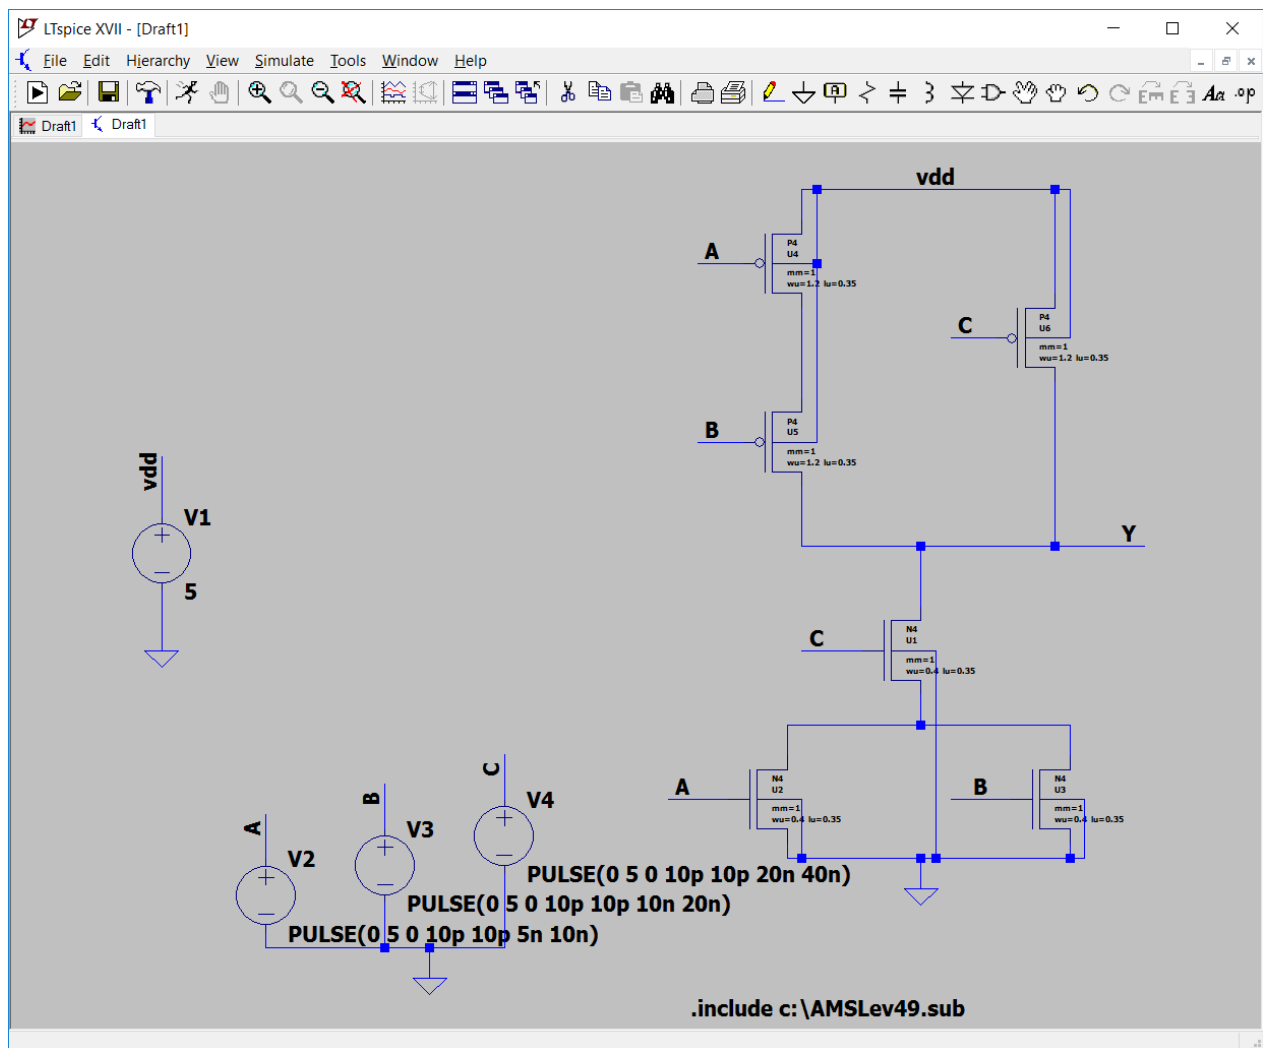 LTspice XVII - [Draft1]
File Edit Hierarchy View Simulate Tools Window Help
Draft1 Draft1
vdd
A
P4
U4
mm=1
wu=1.2 lu=0.35
C
P4
U6
mm=1
wu=1.2 lu=0.35
B
P4
U5
mm=1
wu=1.2 lu=0.35
vdd
V1
5
Y
C
N4
U1
mm=1
wu=0.4 lu=0.35
A
N4
U2
mm=1
wu=0.4 lu=0.35
B
N4
U3
mm=1
wu=0.4 lu=0.35
A
V2
PULSE(0 5 0 10p 10p 5n 10n)
B
V3
PULSE(0 5 0 10p 10p 10n 20n)
C
V4
PULSE(0 5 0 10p 10p 20n 40n)
.include c:\AMSLev49.sub